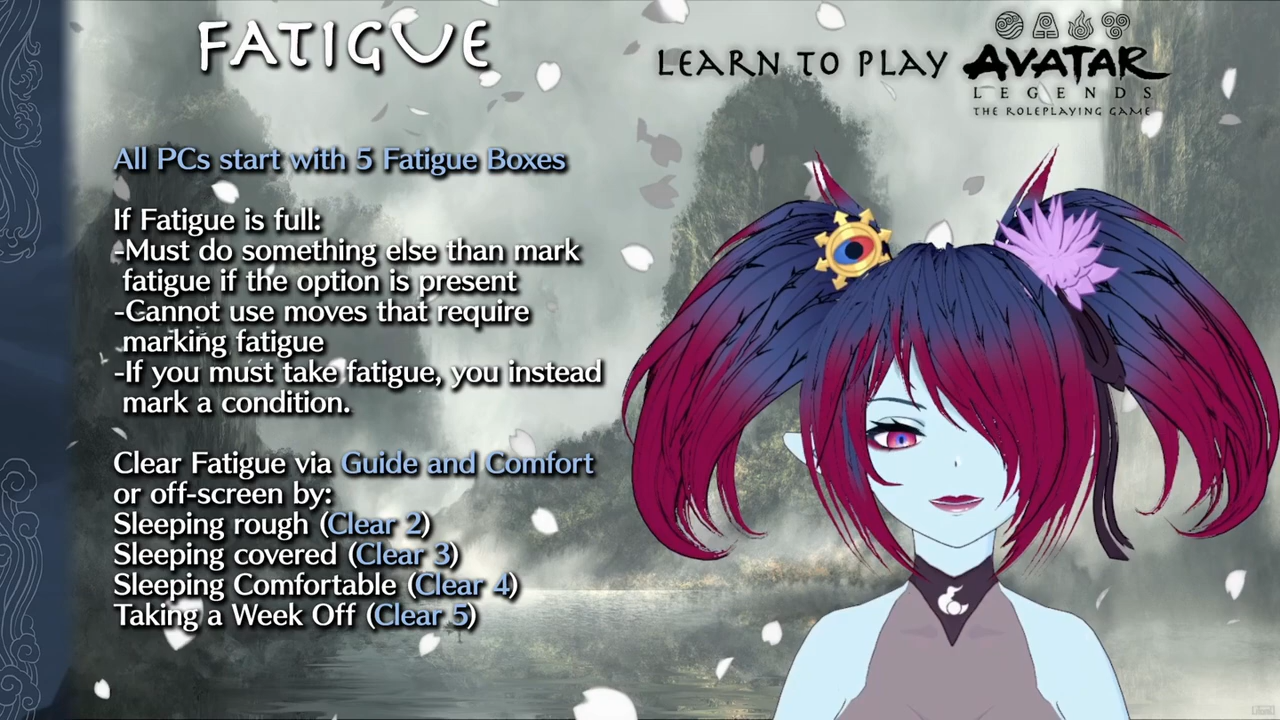 FATIGUE
LEARN TO PLAY
AVATAR
LEGENDS
THE ROLEPLAYING GAME
All PCs start with 5 Fatigue Boxes
If Fatigue is full:
-Must do something else than mark
fatigue if the option is present
-Cannot use moves that require
marking fatigue
-If you must take fatigue, you instead
mark a condition.
Clear Fatigue via Guide and Comfort
or off-screen by:
Sleeping rough (Clear 2)
Sleeping covered (Clear 3)
Sleeping Comfortable (Clear 4)
Taking a Week Off (Clear 5)